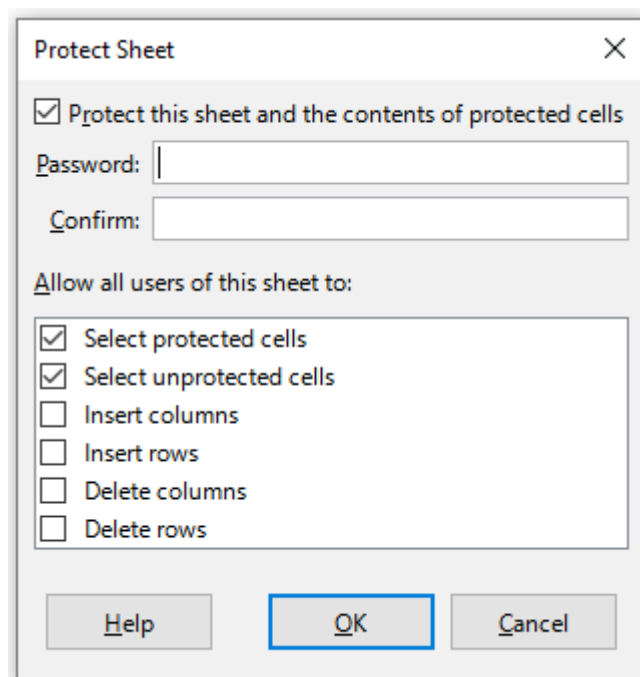 Protect Sheet
Protect this sheet and the contents of protected cells
Password:
Confirm:
Allow all users of this sheet to:
Select protected cells
Select unprotected cells
Insert columns
Insert rows
Delete columns
Delete rows
Help OK Cancel